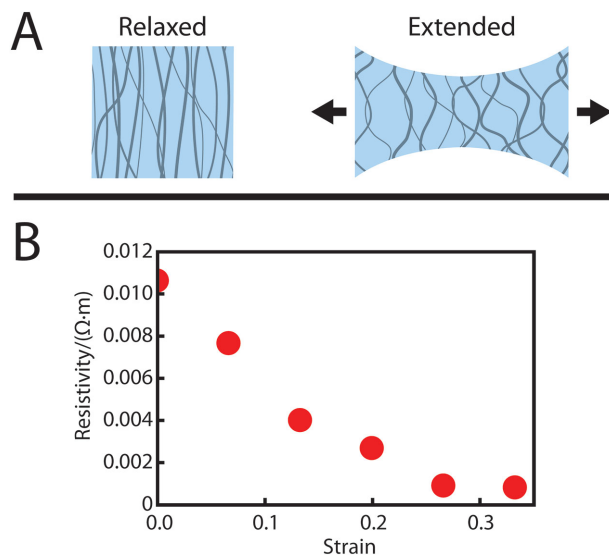 A
Relaxed
Extended
B
Resistivity/(Ω·m)
0.012
0.010
0.008
0.006
0.004
0.002
0
0.0
0.1
0.2
0.3
Strain